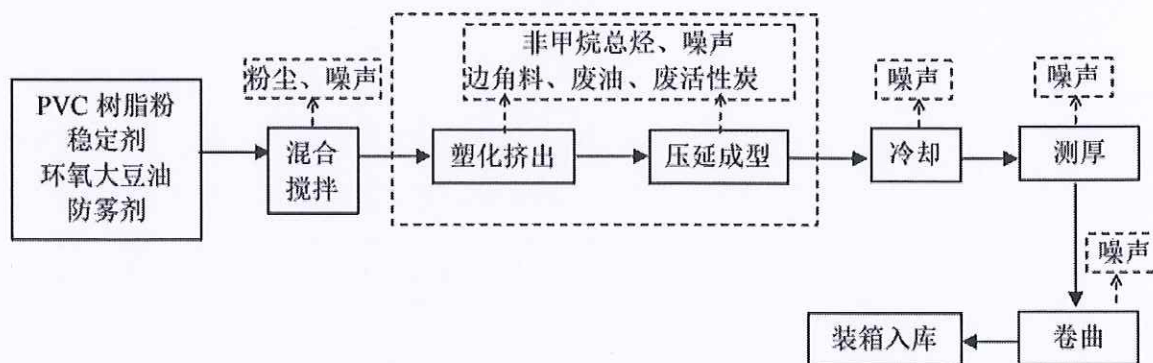 非甲烷总烃、噪声
边角料、废油、废活性炭
粉尘、噪声
噪声
噪声
PVC 树脂粉
稳定剂
环氧大豆油
防雾剂
混合
搅拌
塑化挤出
压延成型
冷却
测厚
噪声
装箱入库
卷曲